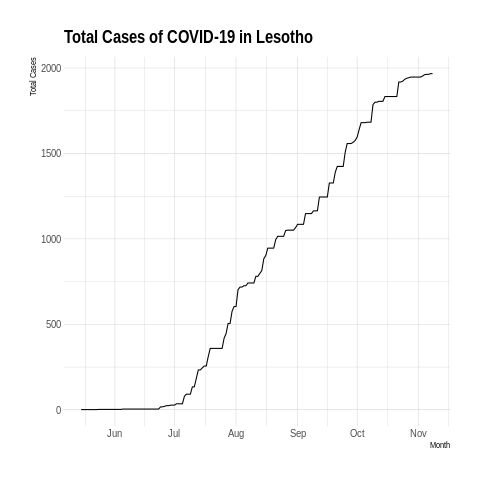 Total Cases of COVID-19 in Lesotho
Total Cases
2000
1500
1000
500
0
Jun Jul Aug Sep Oct Nov
Month